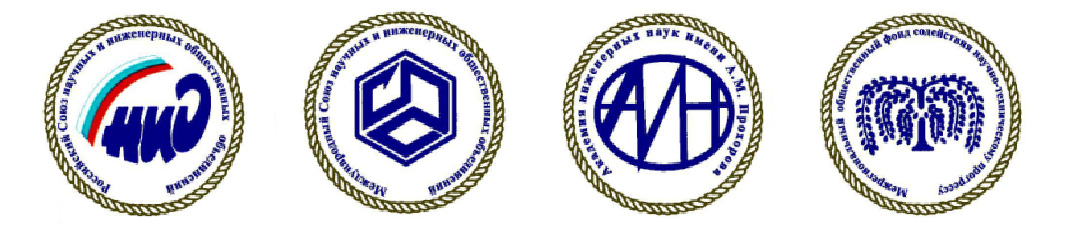 Российский Союз научных и инженерных общественных объединений
НИО
Международный Союз научных и инженерных общественных объединений
Академия инженерных наук имени А.М. Прохорова
АИН
Межрегиональный общественный фонд содействия научно-техническому прогрессу